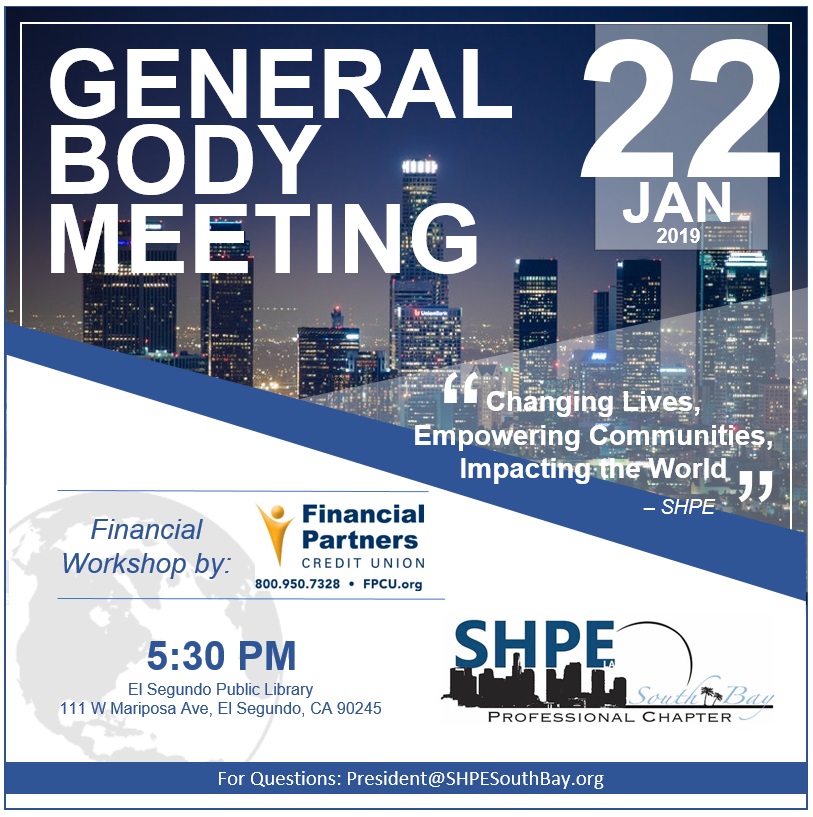 GENERAL
BODY
MEETING
22
JAN
2019
UnionBank
“Changing Lives,
Empowering Communities,
Impacting the World”
– SHPE
Financial
Workshop by:
Financial
Partners
CREDIT UNION
800.950.7328 • FPCU.org
5:30 PM
El Segundo Public Library
111 W Mariposa Ave, El Segundo, CA 90245
SHPE
LA
South Bay
PROFESSIONAL CHAPTER
For Questions: President@SHPESouthBay.org